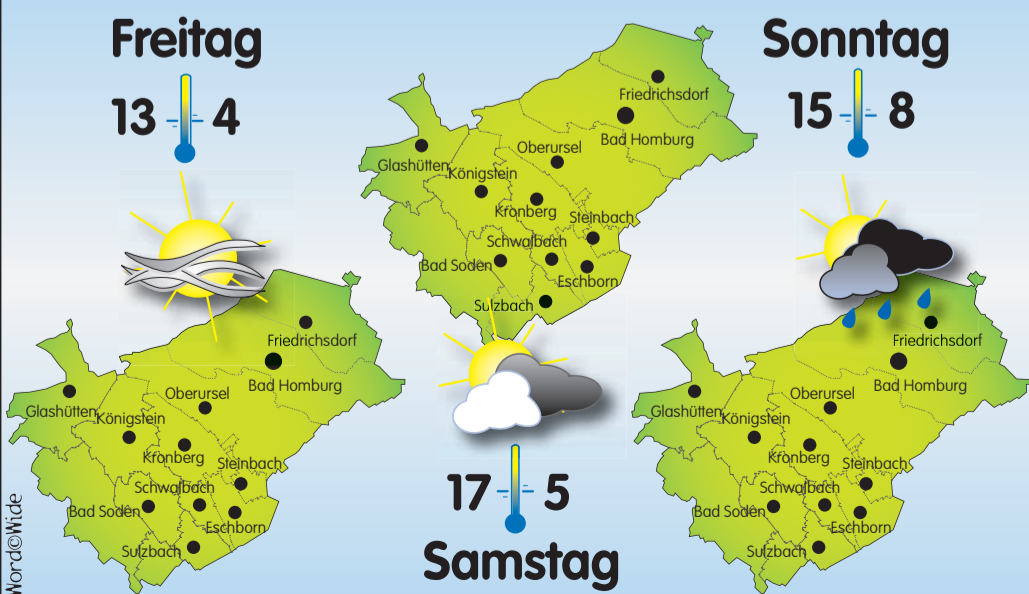 Freitag
13 4
Friedrichsdorf
Bad Homburg
Glashütten
Oberursel
Königstein
Kronberg
Steinbach
Schwalbach
Bad Soden
Eschborn
Sulzbach
Friedrichsdorf
Bad Homburg
Oberursel
Glashütten
Königstein
Kronberg
Steinbach
Schwalbach
Bad Soden
Eschborn
Sulzbach
17 5
Samstag
Sonntag
15 8
Friedrichsdorf
Bad Homburg
Oberursel
Glashütten
Königstein
Kronberg
Steinbach
Schwalbach
Bad Soden
Eschborn
Sulzbach
Word©Wide